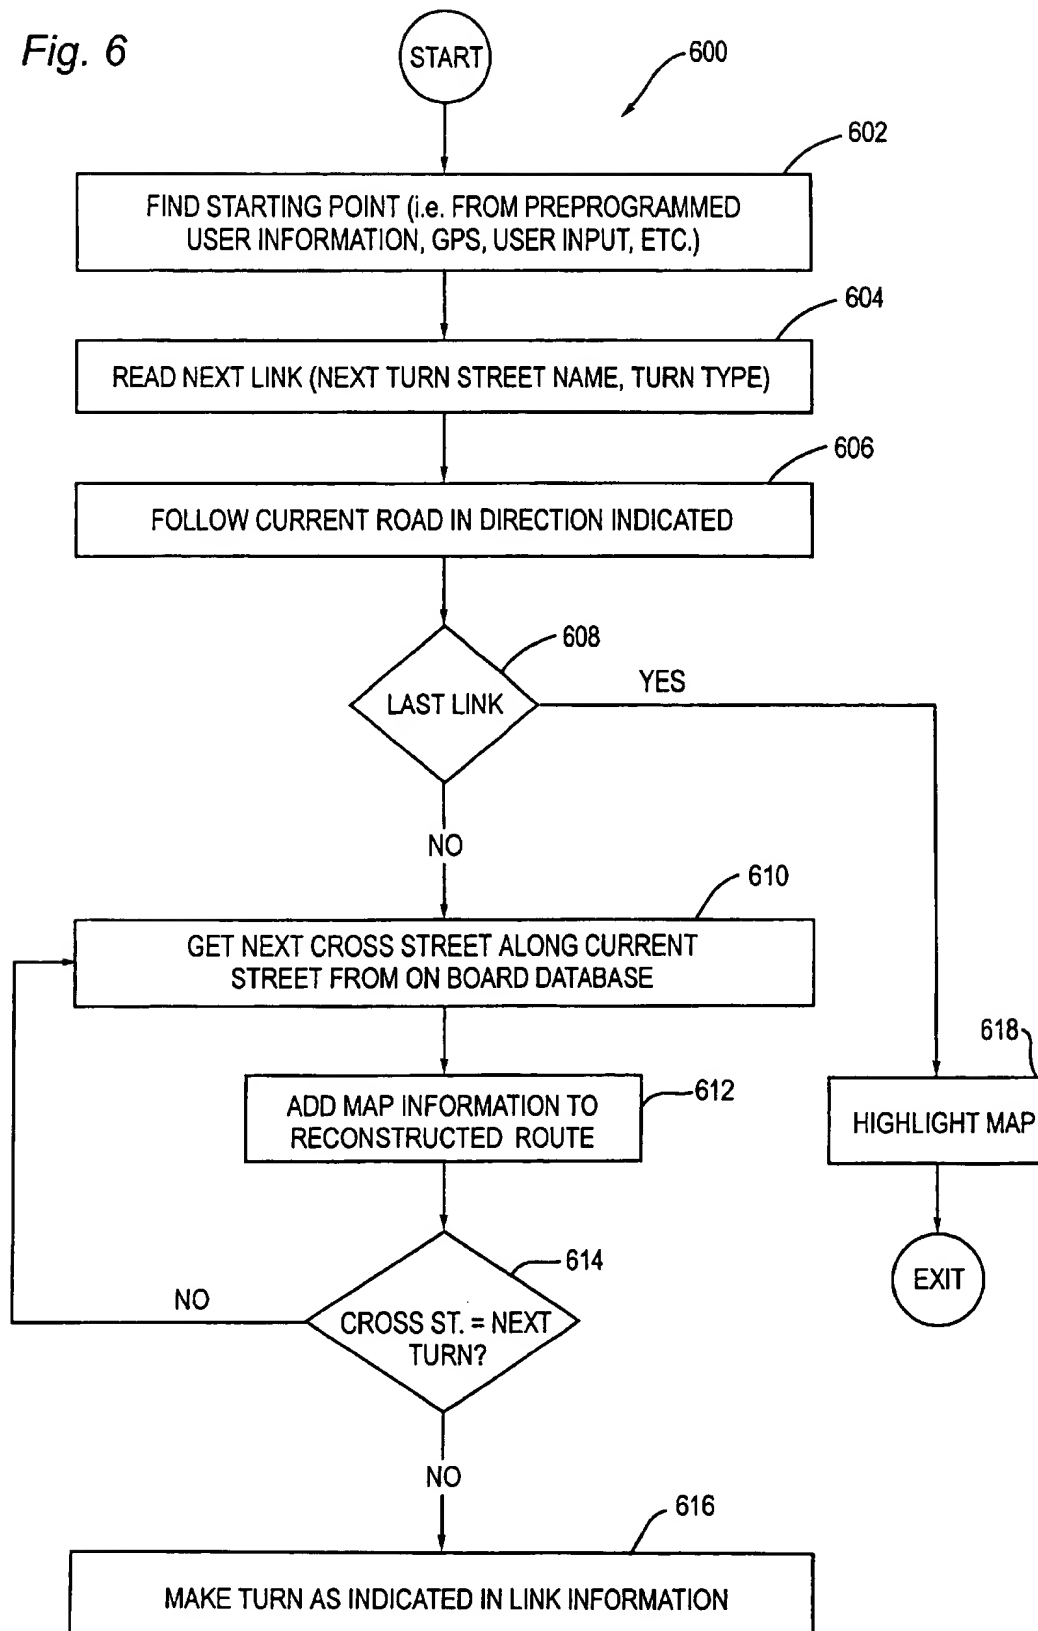 Fig. 6
START
600
602
FIND STARTING POINT (i.e. FROM PREPROGRAMMED
USER INFORMATION, GPS, USER INPUT, ETC.)
604
READ NEXT LINK (NEXT TURN STREET NAME, TURN TYPE)
606
FOLLOW CURRENT ROAD IN DIRECTION INDICATED
608
LAST LINK
YES
NO
610
GET NEXT CROSS STREET ALONG CURRENT
STREET FROM ON BOARD DATABASE
618
612
ADD MAP INFORMATION TO
RECONSTRUCTED ROUTE
HIGHLIGHT MAP
614
EXIT
NO
CROSS ST. = NEXT
TURN?
NO
616
MAKE TURN AS INDICATED IN LINK INFORMATION